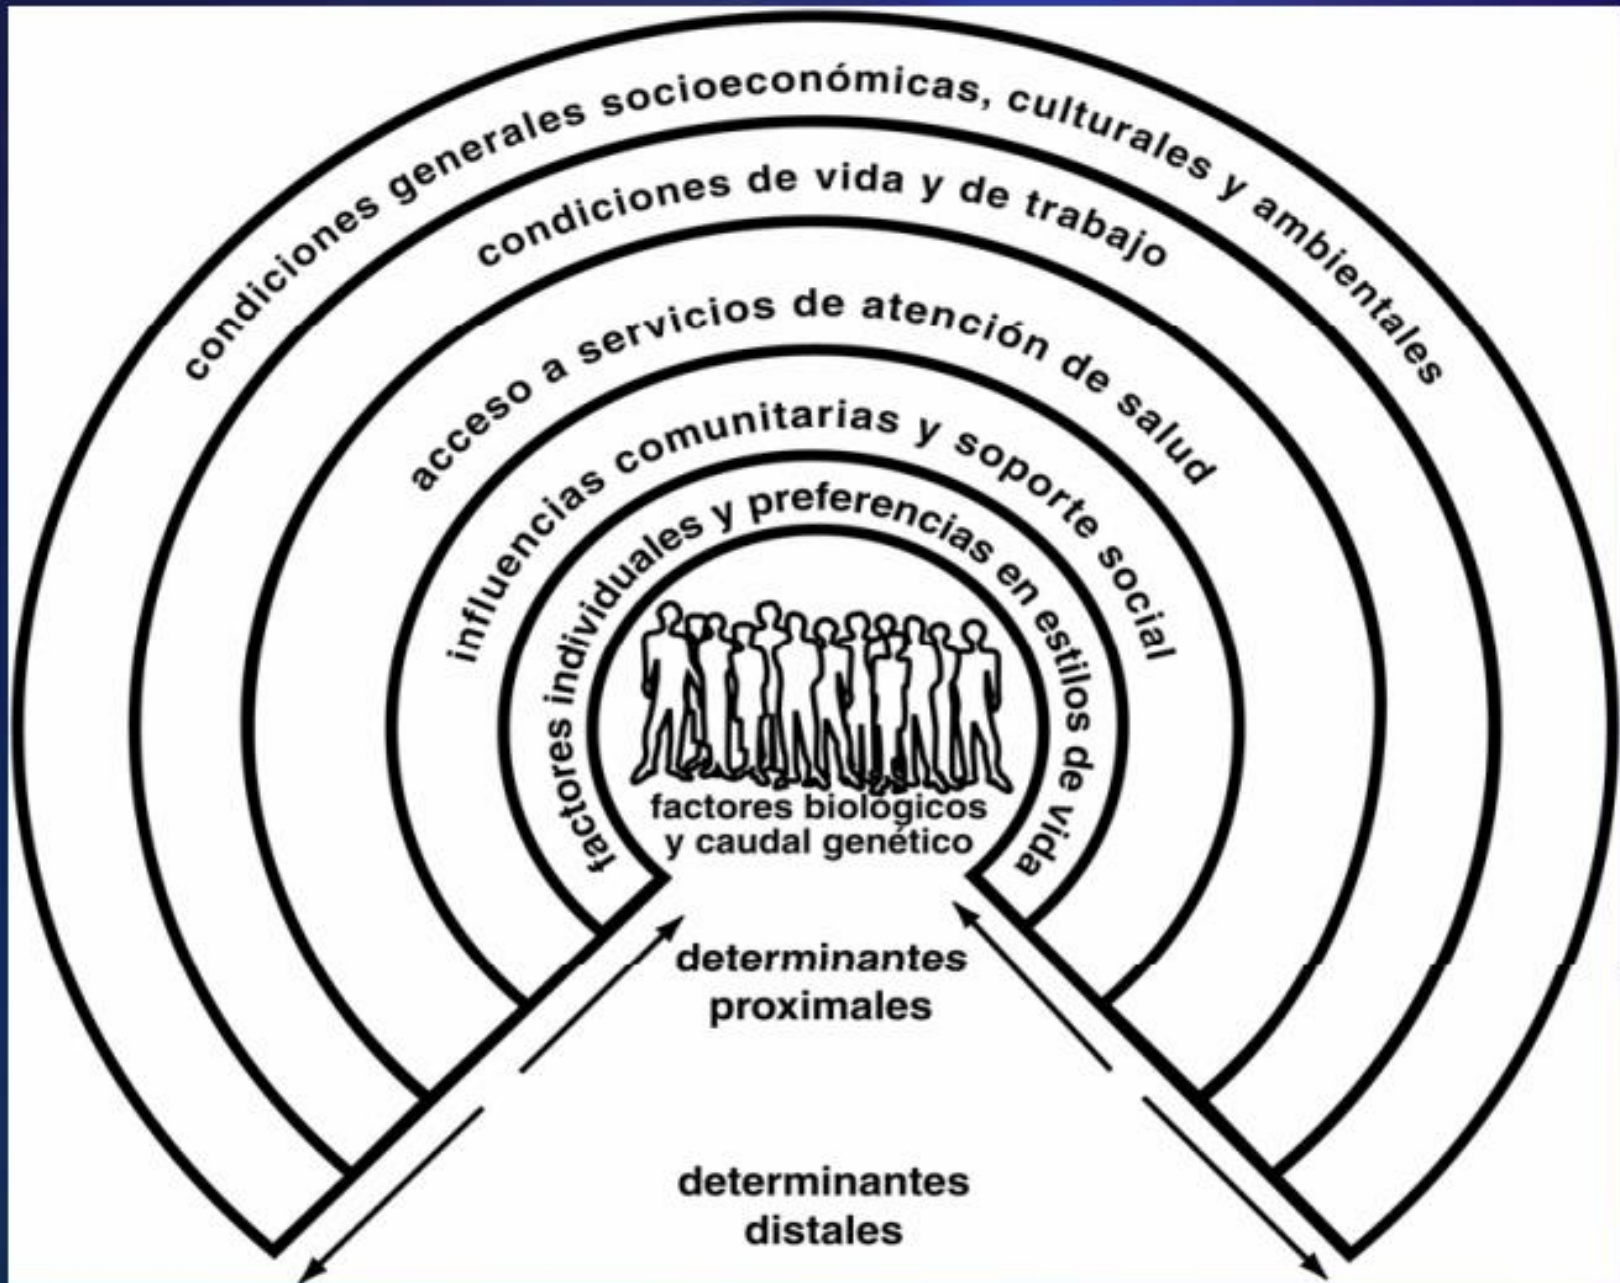 condiciones generales socioeconómicas, culturales y ambientales
condiciones de vida y de trabajo
acceso a servicios de atención de salud
influencias comunitarias y soporte social
factores individuales y preferencias en estilos de vida
factores biológicos
y caudal genético
determinantes
proximales
determinantes
distales